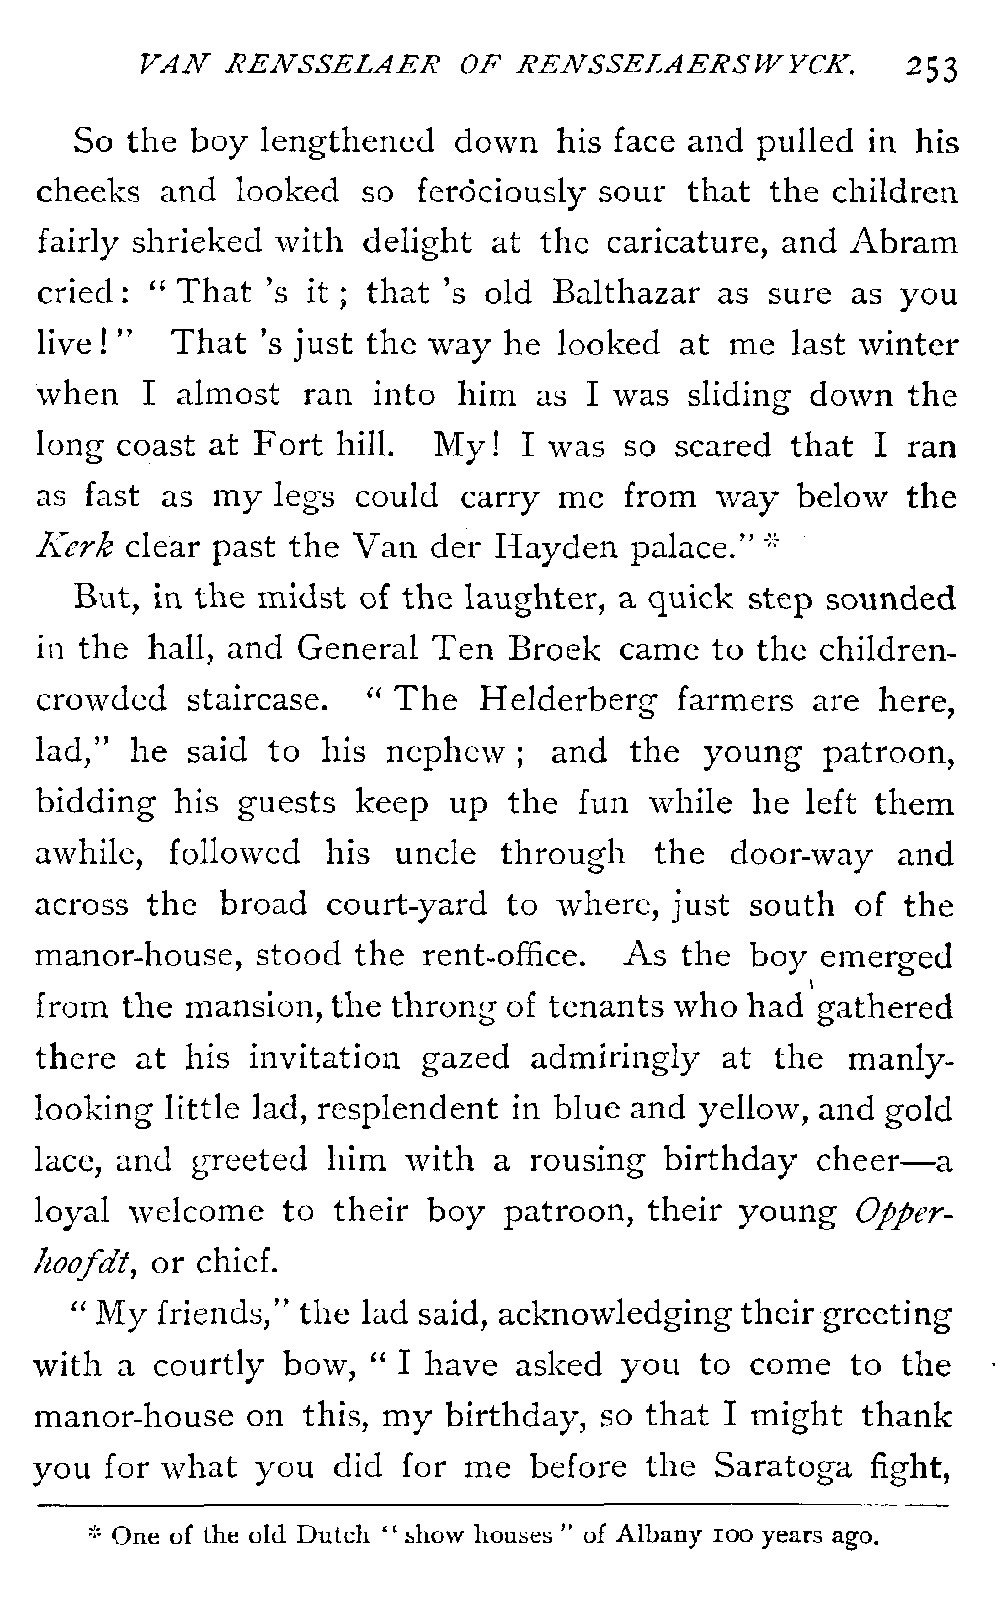 VAN RENSSELAER OF RENSSELAERSWYCK. 253
So the boy lengthened down his face and pulled in his
cheeks and looked so ferociously sour that the children
fairly shrieked with delight at the caricature, and Abram
cried: “ That ’s it ; that ’s old Balthazar as sure as you
live! ” That ’s just the way he looked at me last winter
when I almost ran into him as I was sliding down the
long coast at Fort hill. My! I was so scared that I ran
as fast as my legs could carry me from way below the
Kerk clear past the Van der Hayden palace.” *
But, in the midst of the laughter, a quick step sounded
in the hall, and General Ten Broek came to the children-
crowded staircase. “ The Helderberg farmers are here,
lad,” he said to his nephew ; and the young patroon,
bidding his guests keep up the fun while he left them
awhile, followed his uncle through the door-way and
across the broad court-yard to where, just south of the
manor-house, stood the rent-office. As the boy emerged
from the mansion, the throng of tenants who had gathered
there at his invitation gazed admiringly at the manly-
looking little lad, resplendent in blue and yellow, and gold
lace, and greeted him with a rousing birthday cheer—a
loyal welcome to their boy patroon, their young Opper-
hoofdt, or chief.
“ My friends,” the lad said, acknowledging their greeting
with a courtly bow, “ I have asked you to come to the
manor-house on this, my birthday, so that I might thank
you for what you did for me before the Saratoga fight,
* One of the old Dutch “ show houses ” of Albany 100 years ago.